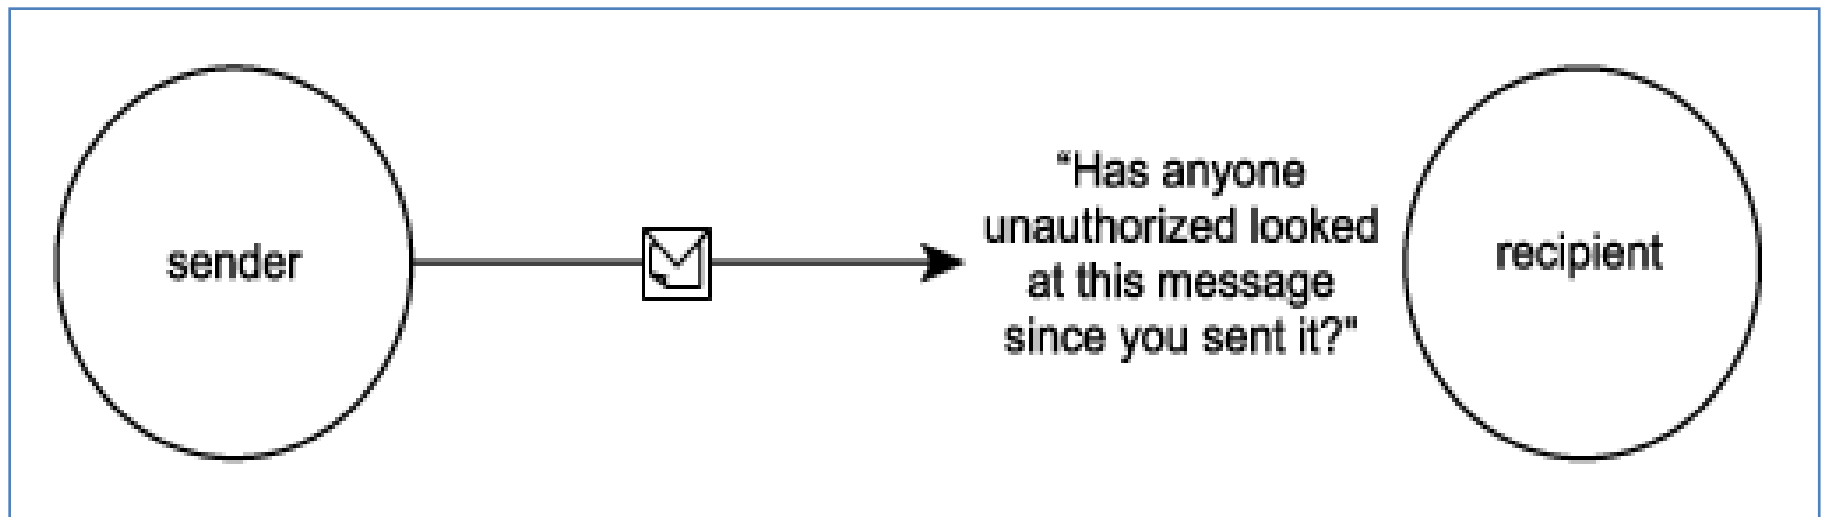 sender
“Has anyone
unauthorized looked
at this message
since you sent it?"
recipient